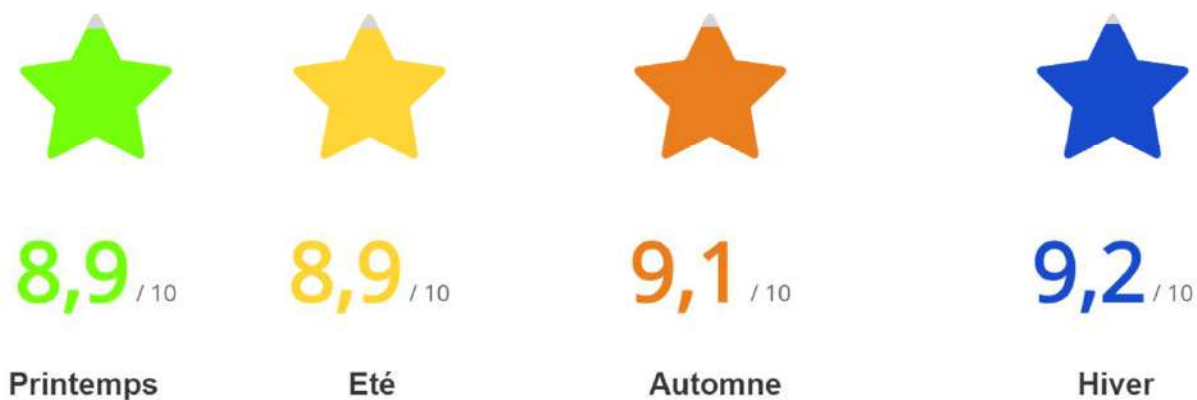 8,9 / 10
8,9 / 10
9,1 / 10
9,2 / 10
Printemps
Eté
Automne
Hiver